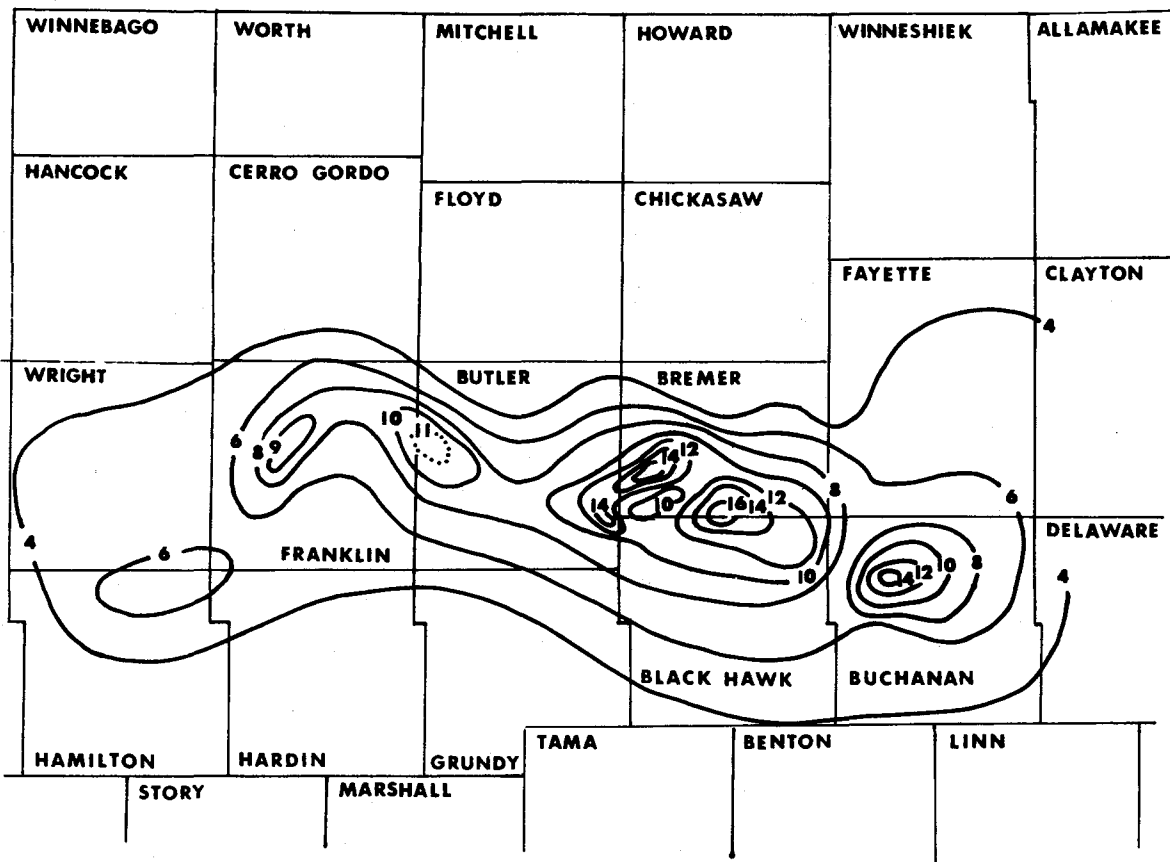 WINNEBAGO WORTH MITCHELL HOWARD WINNESHIEK ALLAMAKEE
HANCOCK CERRO GORDO
FLOYD CHICKASAW
FAYETTE CLAYTON
4
WRIGHT BUTLER BREMER
10 11
6 8 9
14 12
14 10 16 14 12 8 6
4 DELAWARE
6 FRANKLIN
10 14 12 10 8 4
BLACK HAWK BUCHANAN
TAMA BENTON LINN
HAMILTON HARDIN GRUNDY
STORY MARSHALL